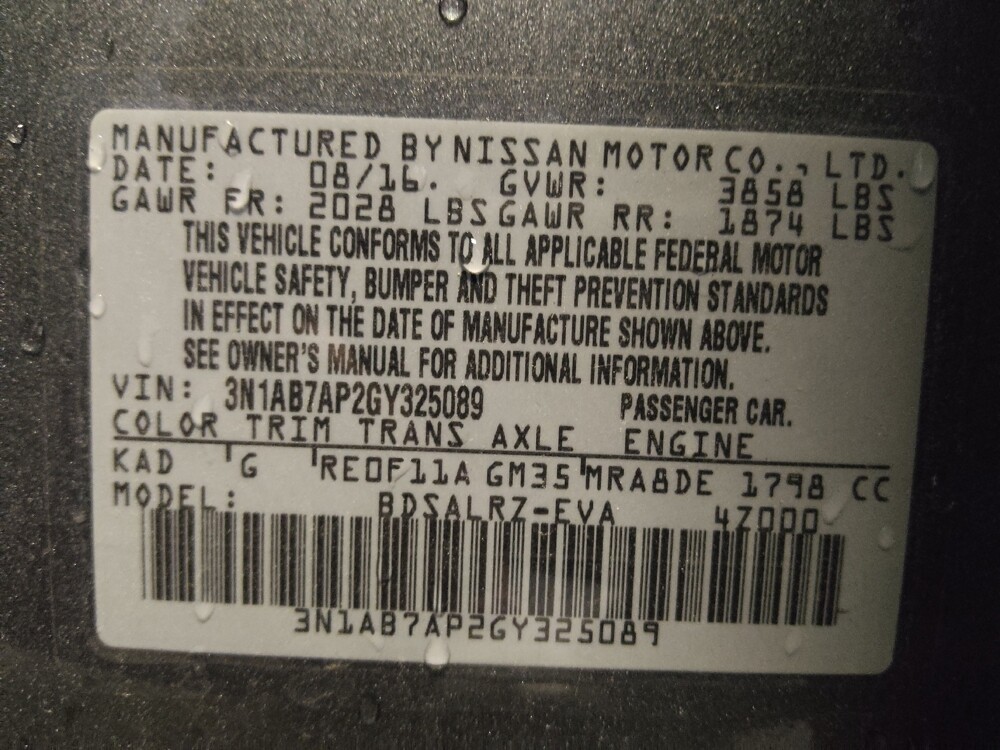 MANUFACTURED BY NISSAN MOTOR CO., LTD.
DATE: 08/16. GVWR: 3858 LBS
GAWR FR: 2028 LBS GAWR RR: 1874 LBS
THIS VEHICLE CONFORMS TO ALL APPLICABLE FEDERAL MOTOR
VEHICLE SAFETY, BUMPER AND THEFT PREVENTION STANDARDS
IN EFFECT ON THE DATE OF MANUFACTURE SHOWN ABOVE.
SEE OWNER'S MANUAL FOR ADDITIONAL INFORMATION.
VIN: 3N1AB7AP2GY325089 PASSENGER CAR.
COLOR TRIM TRANS AXLE ENGINE
KAD G RE0F11A GM35 MRA8DE 1798 CC
MODEL: BDSALRZ-EVA 4Z000
3N1AB7AP2GY325089